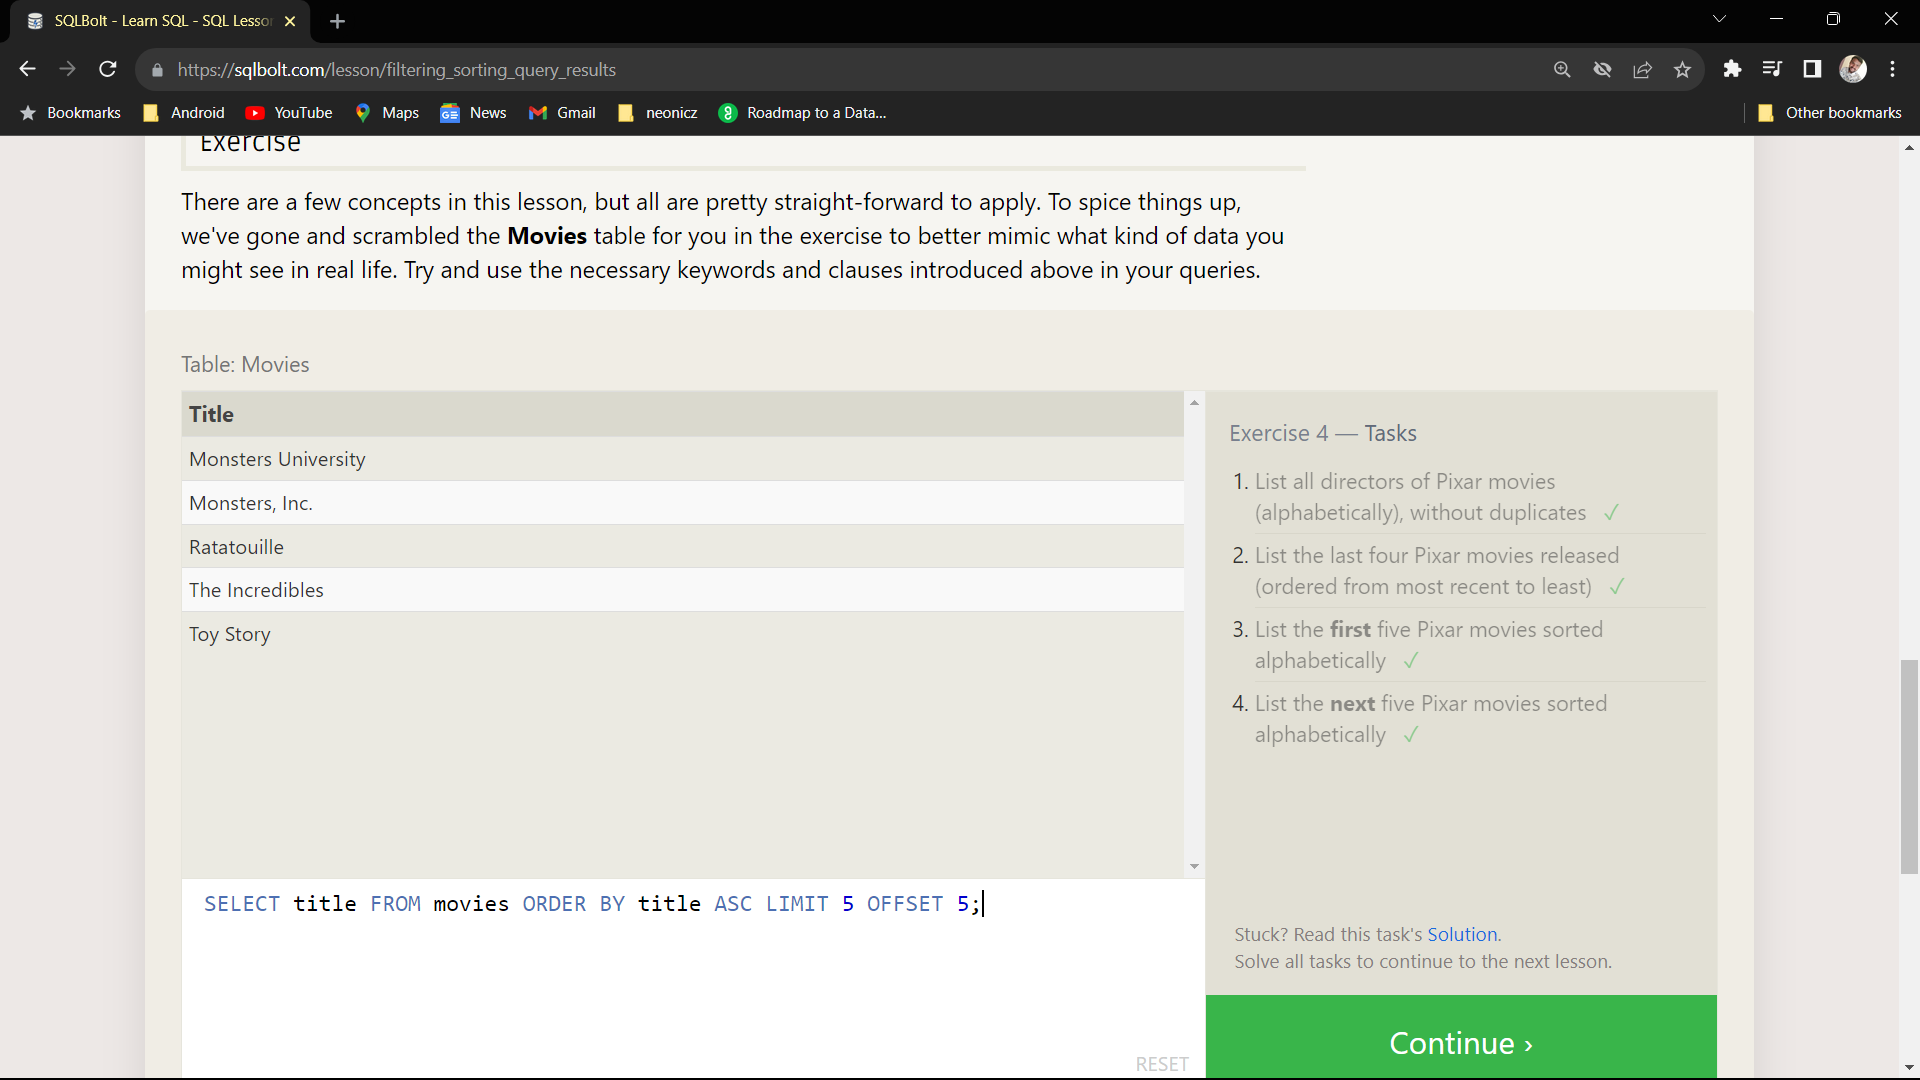 SQLBolt - Learn SQL - SQL Lesso
https://sqlbolt.com/lesson/filtering_sorting_query_results
Bookmarks Android YouTube Maps News Gmail neonicz Roadmap to a Data... Other bookmarks
Exercise
There are a few concepts in this lesson, but all are pretty straight-forward to apply. To spice things up,
we've gone and scrambled the Movies table for you in the exercise to better mimic what kind of data you
might see in real life. Try and use the necessary keywords and clauses introduced above in your queries.
Table: Movies
Title
Monsters University
Monsters, Inc.
Ratatouille
The Incredibles
Toy Story
SELECT title FROM movies ORDER BY title ASC LIMIT 5 OFFSET 5;
RESET
Exercise 4 — Tasks
1. List all directors of Pixar movies
(alphabetically), without duplicates ✓
2. List the last four Pixar movies released
(ordered from most recent to least) ✓
3. List the first five Pixar movies sorted
alphabetically ✓
4. List the next five Pixar movies sorted
alphabetically ✓
Stuck? Read this task's Solution.
Solve all tasks to continue to the next lesson.
Continue ›